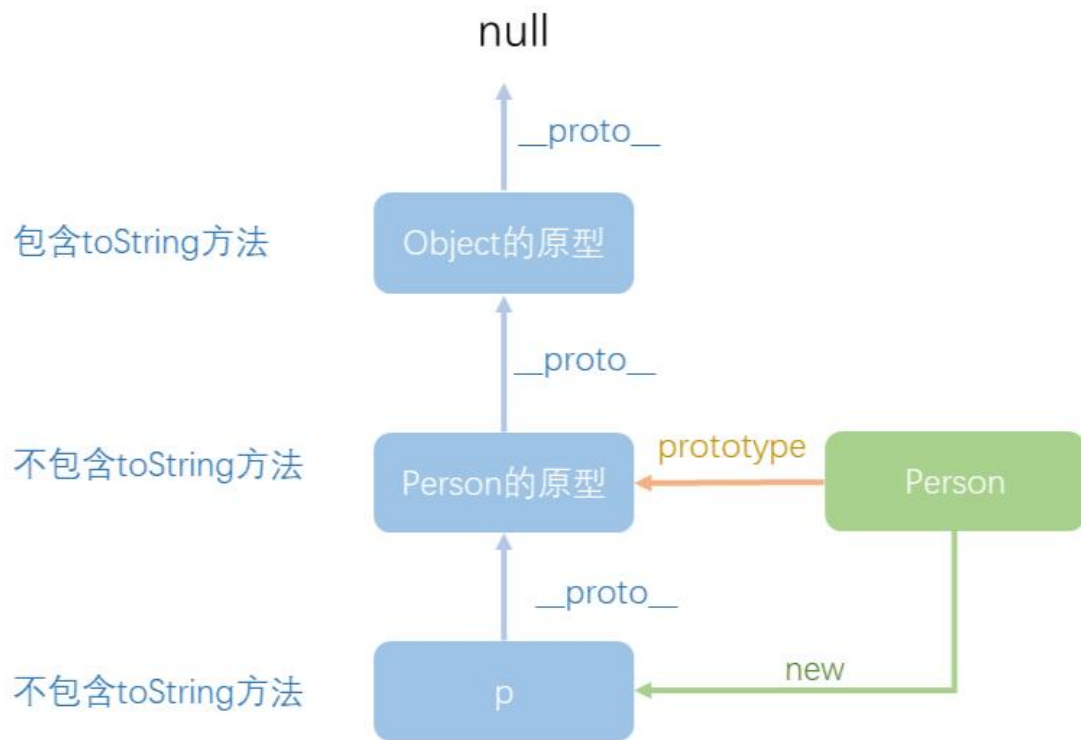 null
__proto__
包含toString方法
Object的原型
__proto__
不包含toString方法
Person的原型
prototype
Person
__proto__
不包含toString方法
p
new